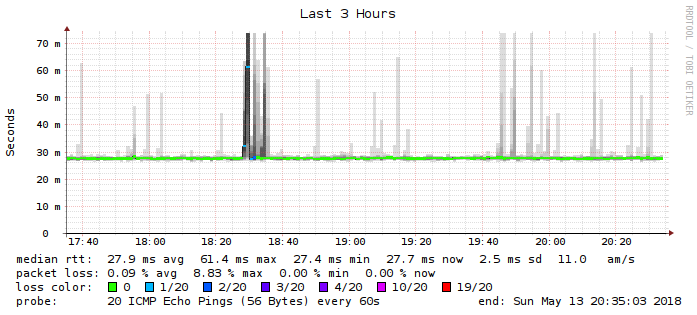 Last 3 Hours
RRDTOOL / TOBI OETIKER
Seconds
70 m
60 m
50 m
40 m
30 m
20 m
10 m
0
17:40 18:00 18:20 18:40 19:00 19:20 19:40 20:00 20:20
median rtt: 27.9 ms avg 61.4 ms max 27.4 ms min 27.7 ms now 2.5 ms sd 11.0 am/s
packet loss: 0.09 % avg 8.83 % max 0.00 % min 0.00 % now
loss color: 0 1/20 2/20 3/20 4/20 10/20 19/20
probe: 20 ICMP Echo Pings (56 Bytes) every 60s end: Sun May 13 20:35:03 2018